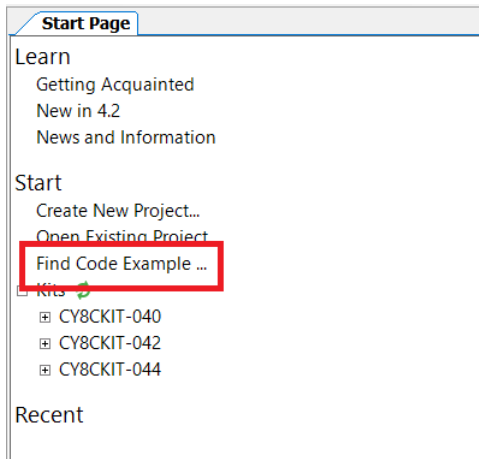 Start Page
Learn
Getting Acquainted
New in 4.2
News and Information
Start
Create New Project...
Open Existing Project
Find Code Example ...
Kits
CY8CKIT-040
CY8CKIT-042
CY8CKIT-044
Recent